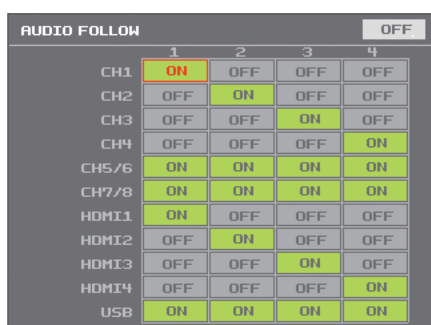 AUDIO FOLLOW OFF
1 2 3 4
CH1 ON OFF OFF OFF
CH2 OFF ON OFF OFF
CH3 OFF OFF ON OFF
CH4 OFF OFF OFF ON
CH5/6 ON ON ON ON
CH7/8 ON ON ON ON
HDMI1 ON OFF OFF OFF
HDMI2 OFF ON OFF OFF
HDMI3 OFF OFF ON OFF
HDMI4 OFF OFF OFF ON
USB ON ON ON ON